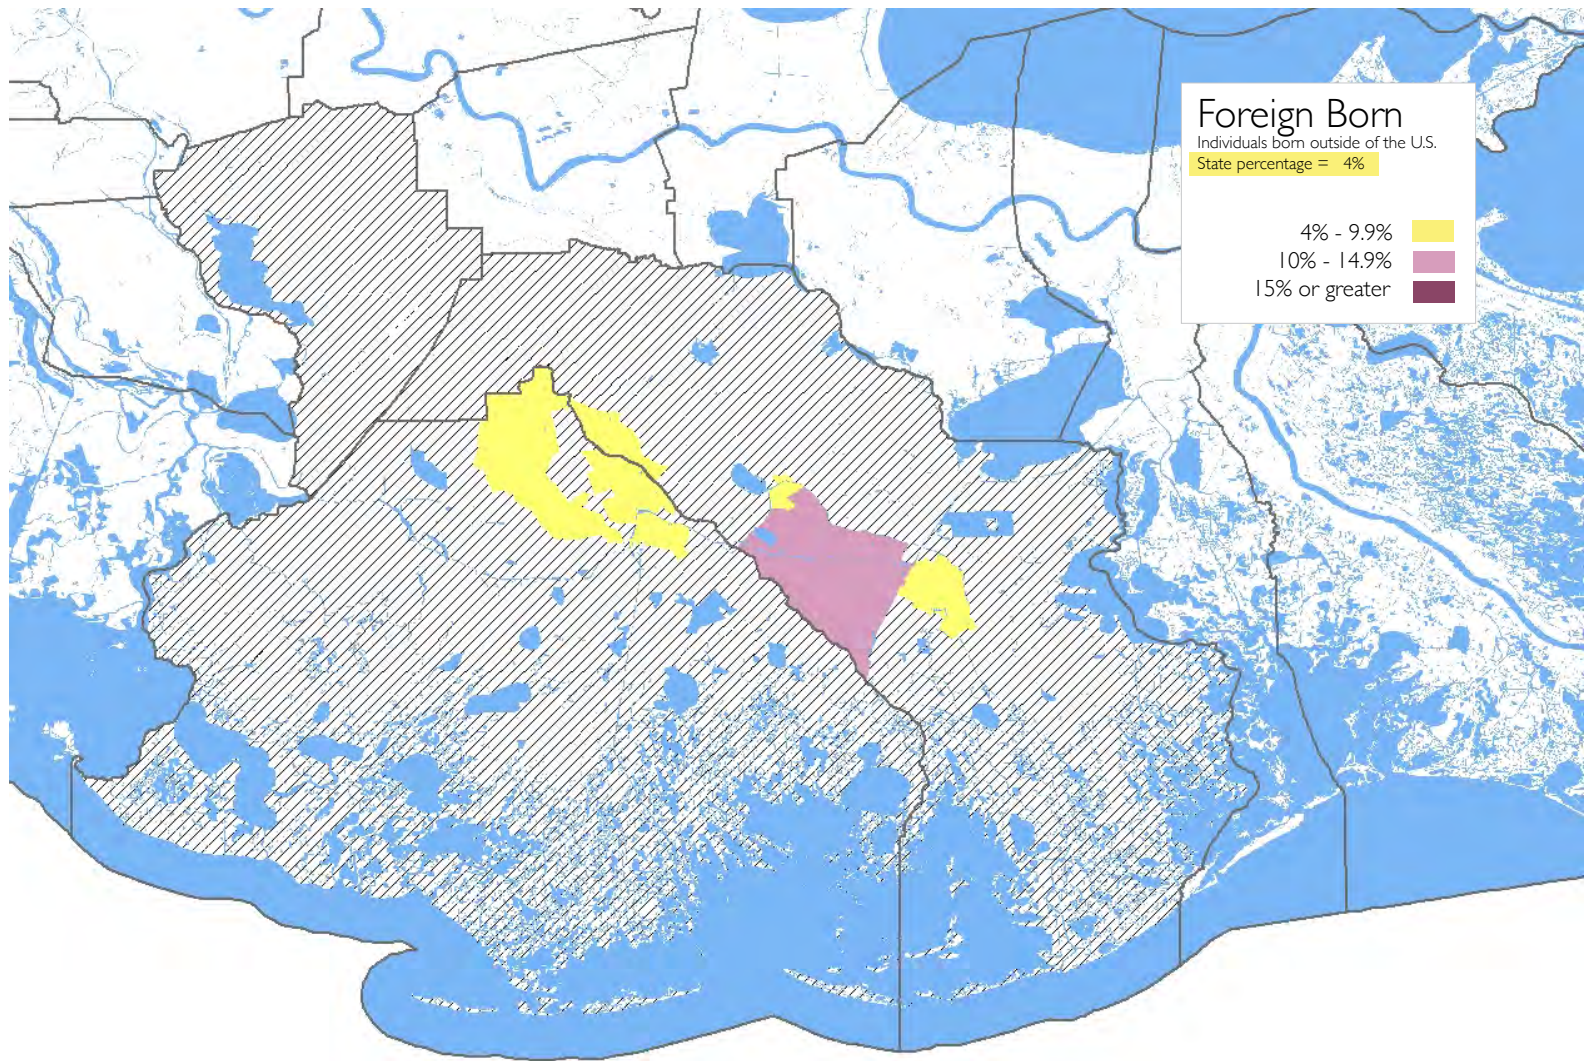 Foreign Born
Individuals born outside of the U.S.
State percentage = 4%
4% - 9.9%
10% - 14.9%
15% or greater